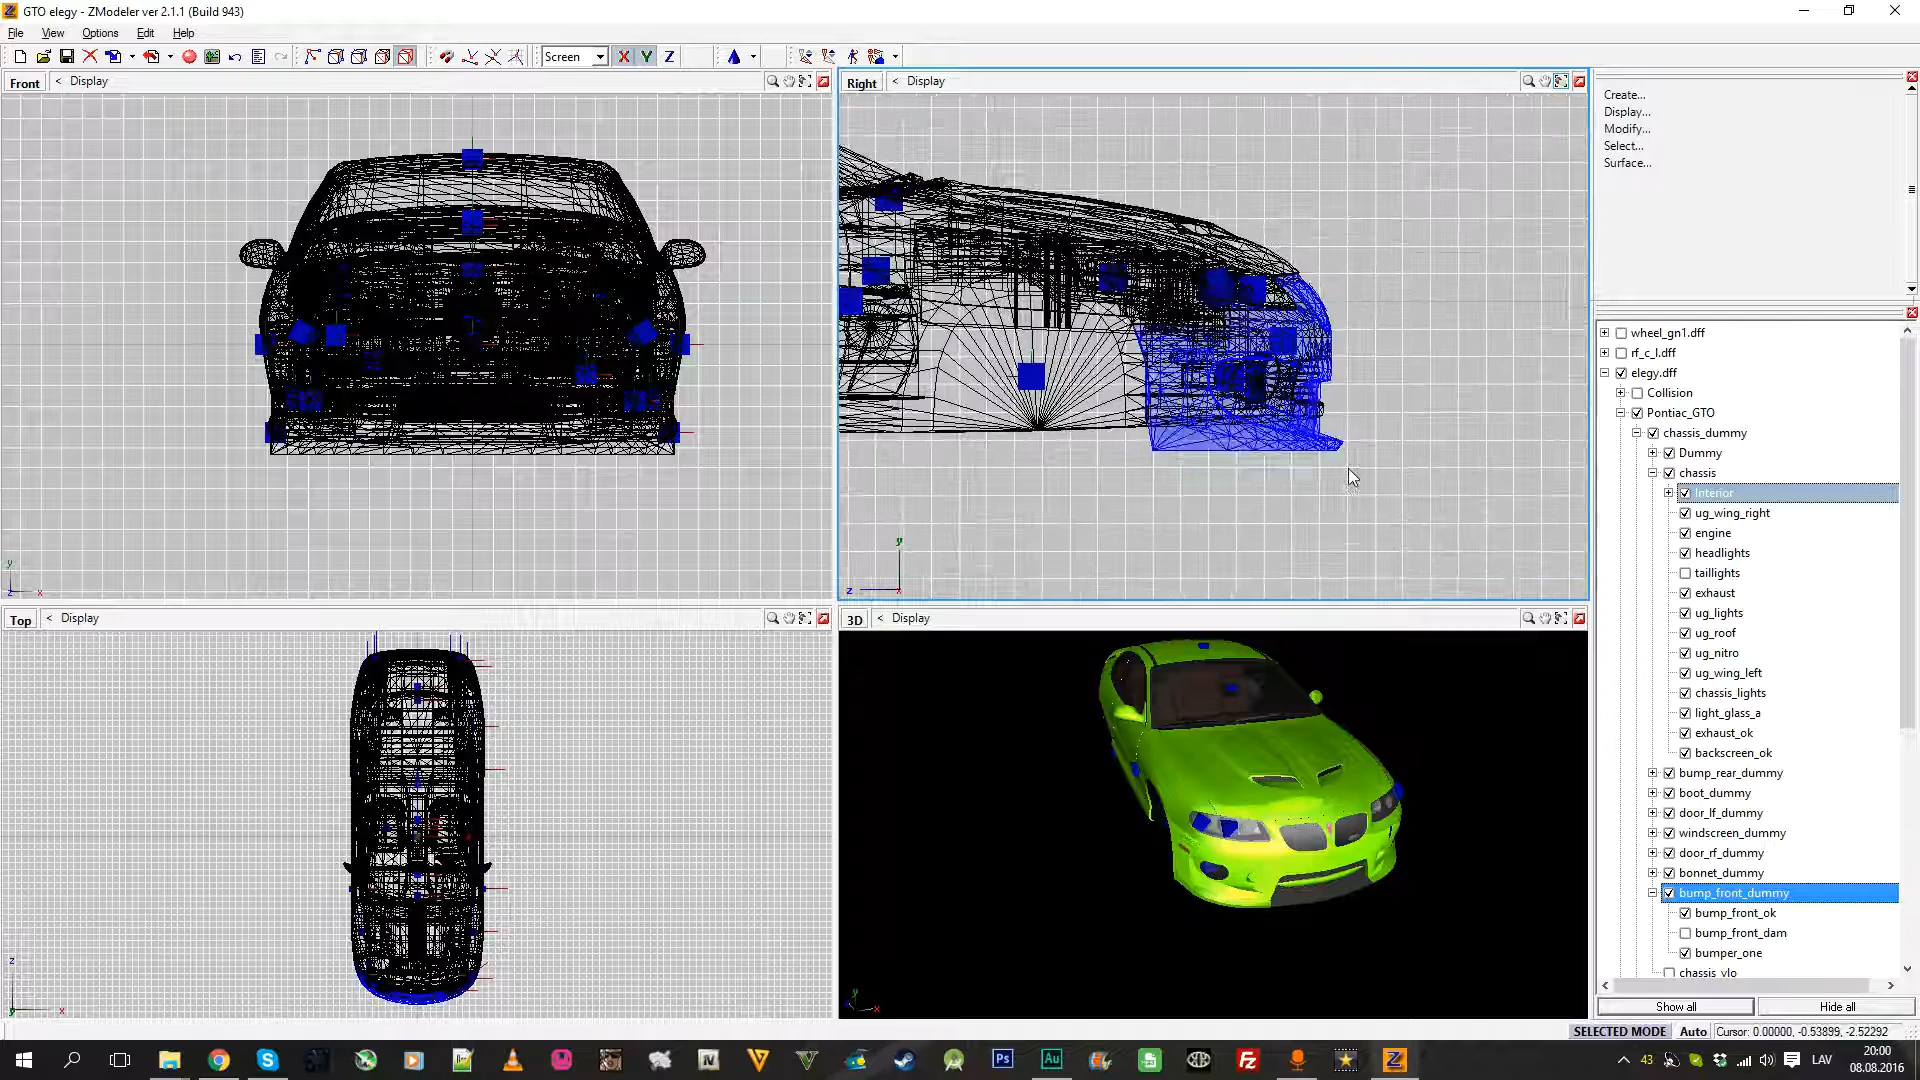 GTO elegy - ZModeler ver 2.1.1 (Build 943)
File View Options Edit Help
Screen X Y Z
Front < Display
Right < Display
Create...
Display...
Modify...
Select...
Surface...
y
z
x
y
z
x
wheel_gn1.dff
rf_c_l.dff
elegy.dff
Collision
Pontiac_GTO
chassis_dummy
Dummy
chassis
Interior
ug_wing_right
engine
headlights
taillights
exhaust
ug_lights
ug_roof
ug_nitro
ug_wing_left
chassis_lights
light_glass_a
exhaust_ok
backscreen_ok
bump_rear_dummy
boot_dummy
door_lf_dummy
windscreen_dummy
door_rf_dummy
bonnet_dummy
bump_front_dummy
bump_front_ok
bump_front_dam
bumper_one
chassis_vlo
Show all Hide all
Top < Display
3D < Display
z
y
x
y
z
x
SELECTED MODE Auto Cursor: 0.00000, -0.53899, -2.52292
Ps Au Fz Z
43 LAV
20:00
08.08.2016